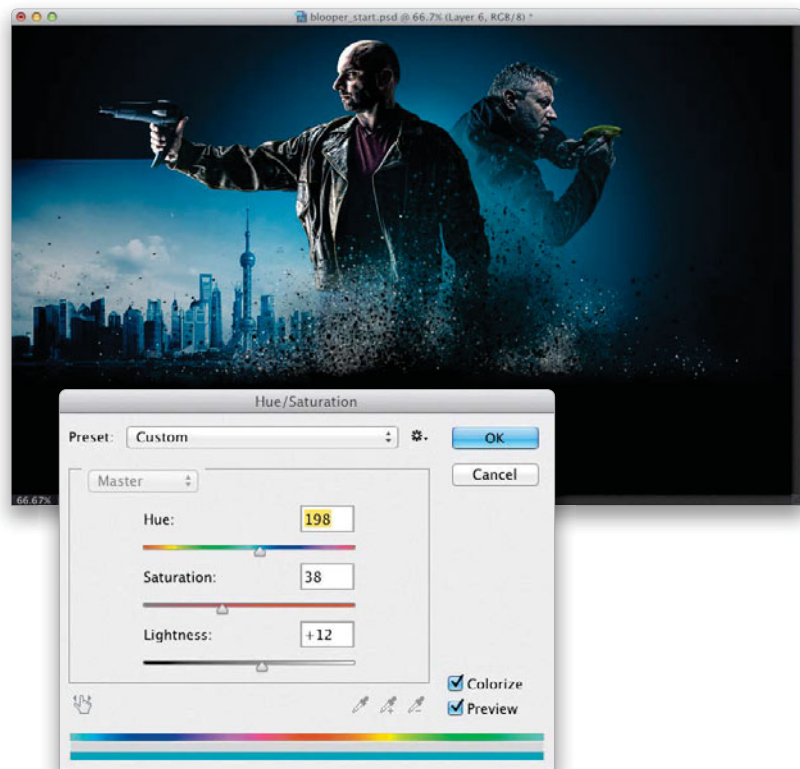 blooper_start.psd @ 66.7% (Layer 6, RGB/8) *
66.67%
Hue/Saturation
Preset: Custom
OK
Master
Cancel
Hue: 198
Saturation: 38
Lightness: +12
Colorize
Preview